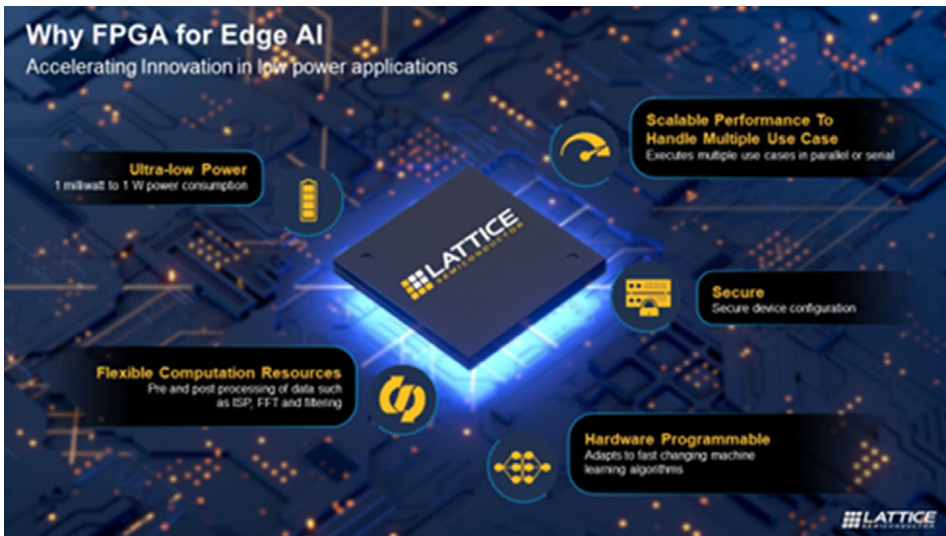 Why FPGA for Edge AI
Accelerating Innovation in low power applications
Ultra-low Power
1 milliwatt to 1 W power consumption
Scalable Performance To
Handle Multiple Use Case
Executes multiple use cases in parallel or serial
LATTICE
SEMICONDUCTOR
Secure
Secure device configuration
Flexible Computation Resources
Pre and post processing of data such
as ISP, FFT and filtering
Hardware Programmable
Adapts to fast changing machine
learning algorithms
LATTICE
SEMICONDUCTOR